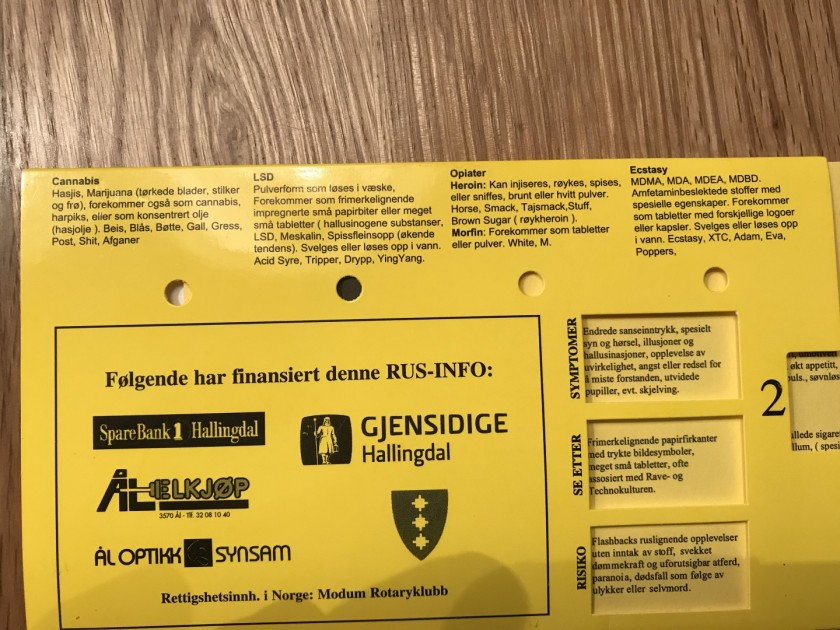 Cannabis
Hasjis, Marijuana (tørkede blader, stilker
og frø), forekommer også som cannabis,
harpiks, eller som konsentrert olje
(hasjolje ). Beis, Blås, Bøtte, Gall, Gress,
Post, Shit, Afganer
LSD
Pulverform som løses i væske,
Forekommer som frimerkelignende
impregnerte små papirbiter eller meget
små tabletter ( hallusinogene substanser,
LSD, Meskalin, Spissfleinsopp (økende
tendens). Svelges eller løses opp i vann.
Acid Syre, Tripper, Drypp, YingYang.
Opiater
Heroin: Kan injiseres, røykes, spises,
eller sniffes, brunt eller hvitt pulver.
Horse, Smack, Tajsmack,Stuff,
Brown Sugar ( røykheroin ).
Morfin: Forekommer som tabletter
eller pulver. White, M.
Ecstasy
MDMA, MDA, MDEA, MDBD.
Amfetaminbeslektede stoffer med
spesielle egenskaper. Forekommer
som tabletter med forskjellige logoer
eller kapsler. Svelges eller løses opp
i vann. Ecstasy, XTC, Adam, Eva,
Poppers,
Følgende har finansiert denne RUS-INFO:
SpareBank 1 Hallingdal
GJENSIDIGE
Hallingdal
ÅL ELKJØP
3570 Ål - Tlf. 32 08 10 40
ÅL OPTIKK SYNSAM
Rettighetsinnh. i Norge: Modum Rotaryklubb
SYMPTOMER
Endrede sanseinntrykk, spesielt
syn og hørsel, illusjoner og
hallusinasjoner, opplevelse av
uvirkelighet, angst eller redsel for
å miste forstanden, utvidede
pupiller, evt. skjelving.
SE ETTER
Frimerkelignende papirfirkanter
med trykte bildesymboler,
meget små tabletter, ofte
assosiert med Rave- og
Technokulturen.
RISIKO
Flashbacks ruslignende opplevelser
uten inntak av stoff, svekket
dømmekraft og uforutsigbar atferd,
paranoia, dødsfall som følge av
ulykker eller selvmord.
2
økt appetitt,
puls., søvnløs
( spesi